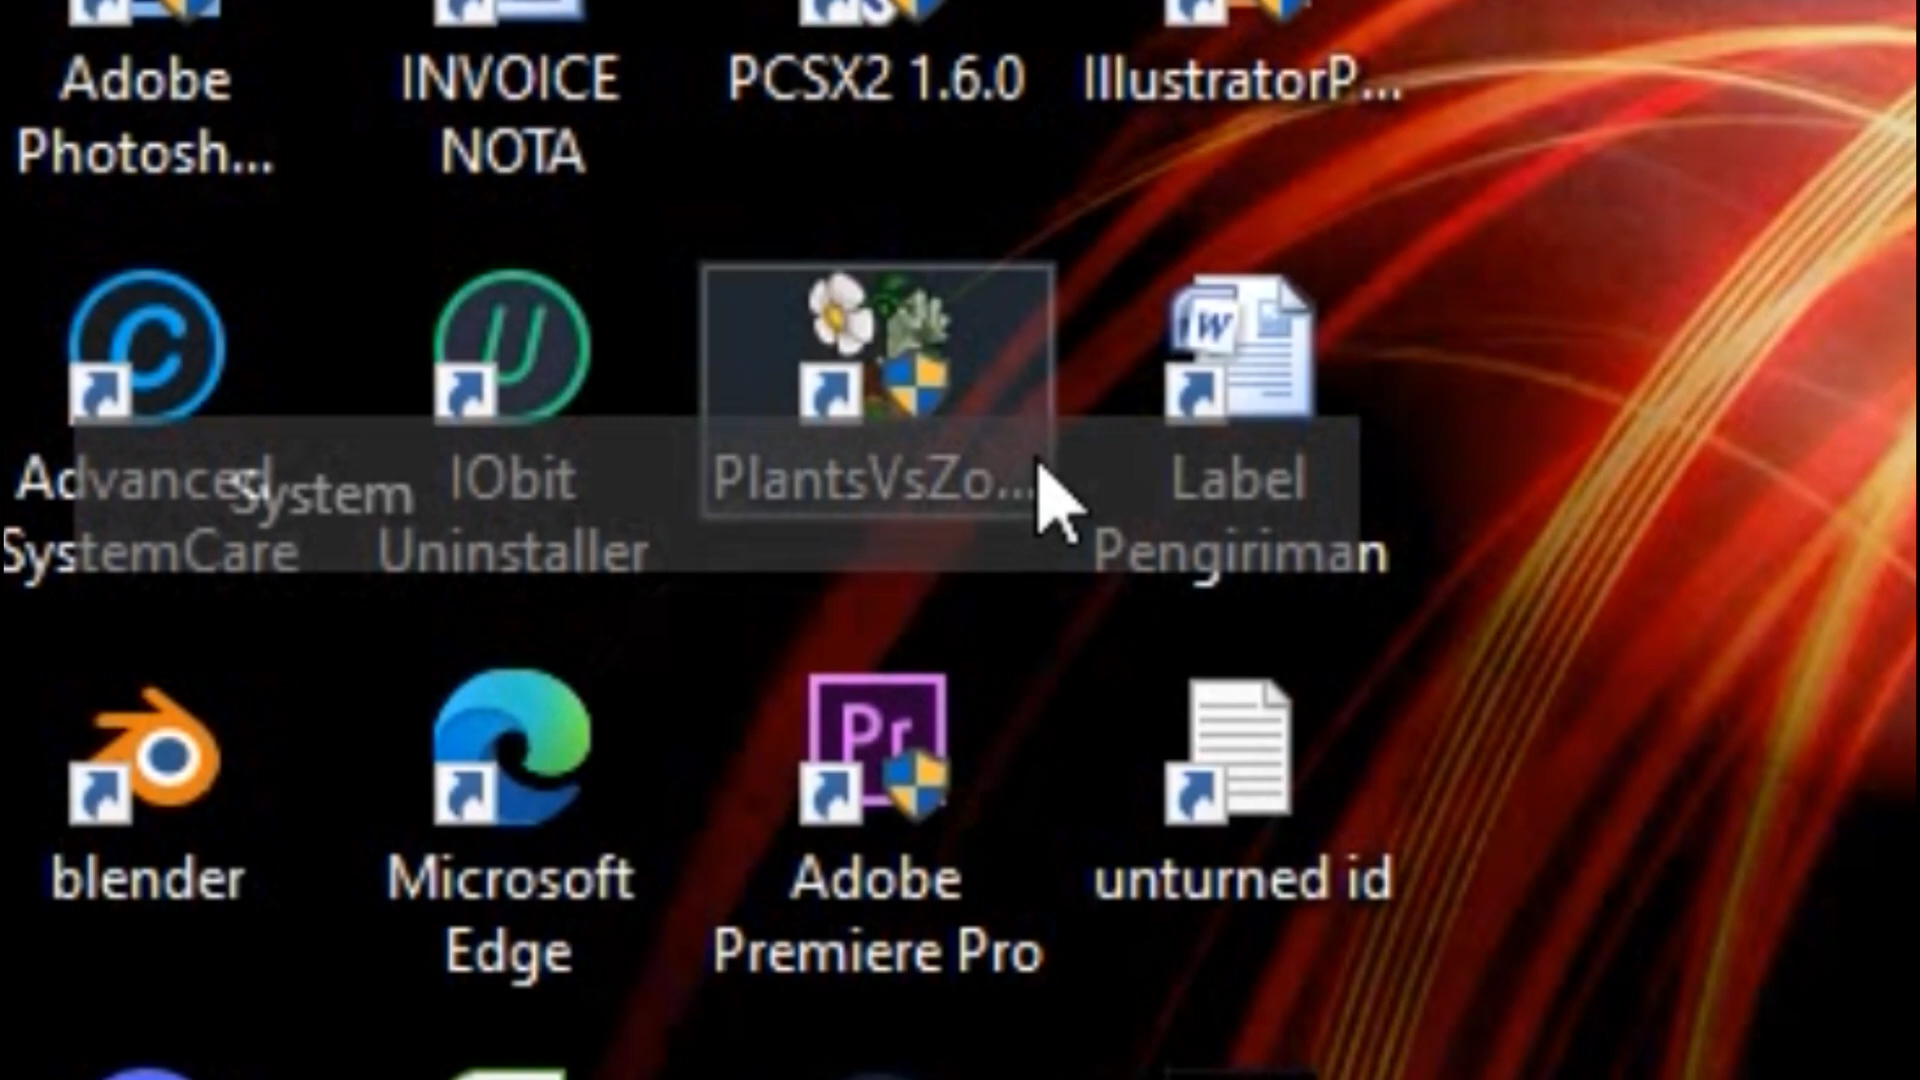 Adobe
Photosh...
INVOICE
NOTA
PCSX2 1.6.0
IllustratorP...
Advanced
SystemCare
System
IObit
Uninstaller
PlantsVsZo...
Label
Pengiriman
blender
Microsoft
Edge
Pr
Adobe
Premiere Pro
unturned id